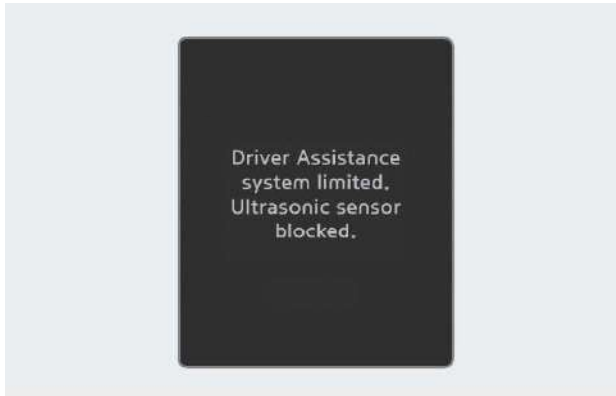 Driver Assistance
system limited.
Ultrasonic sensor
blocked.